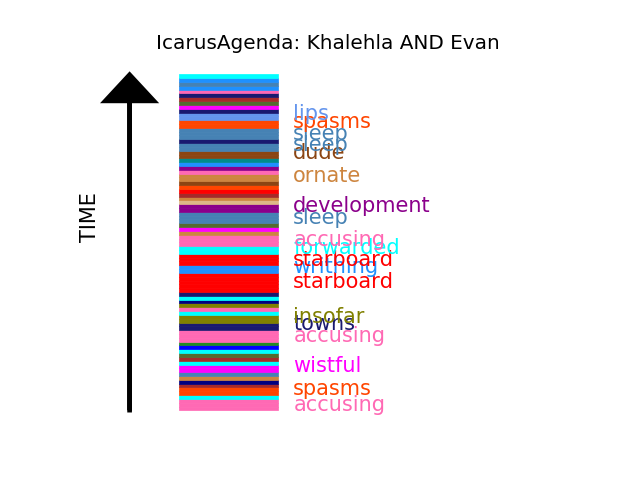 IcarusAgenda: Khalehla AND Evan
TIME
lips
spasms
sleep
sleep
dude
ornate
development
sleep
accusing
forwarded
starboard
writhing
starboard
insofar
towns
accusing
wistful
spasms
accusing